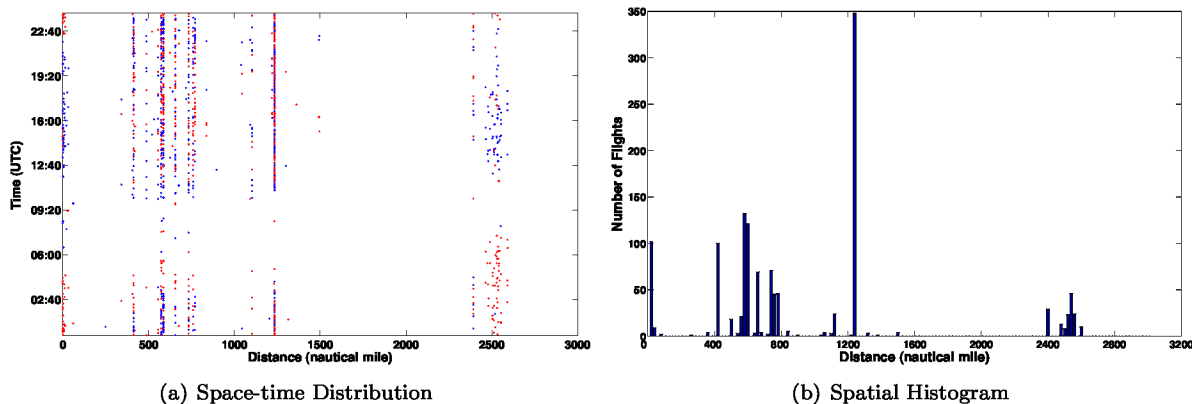 22:40
19:20
16:00
12:40
09:20
06:00
02:40
Time (UTC)
0 500 1000 1500 2000 2500 3000
Distance (nautical mile)
(a) Space-time Distribution
350
300
250
200
150
100
50
0
Number of Flights
0 400 800 1200 1600 2000 2400 2800 3200
Distance (nautical mile)
(b) Spatial Histogram